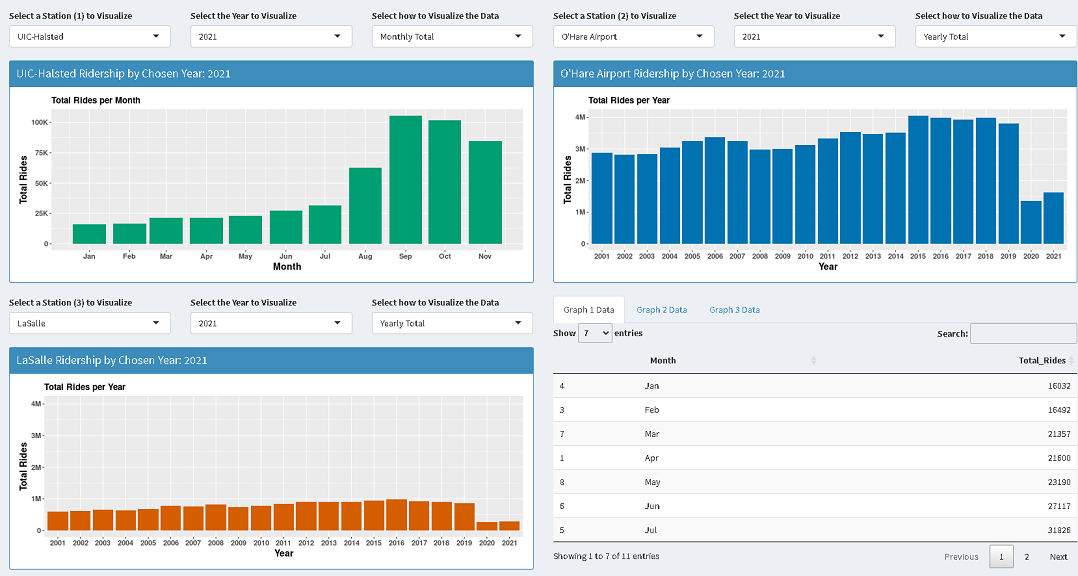 Select a Station (1) to Visualize
Select the Year to Visualize
Select how to Visualize the Data
UIC-Halsted
2021
Monthly Total
UIC-Halsted Ridership by Chosen Year: 2021
Total Rides per Month
Total Rides
100K
75K
50K
25K
0
Jan Feb Mar Apr May Jun Jul Aug Sep Oct Nov
Month
Select a Station (2) to Visualize
Select the Year to Visualize
Select how to Visualize the Data
O'Hare Airport
2021
Yearly Total
O'Hare Airport Ridership by Chosen Year: 2021
Total Rides per Year
Total Rides
4M
3M
2M
1M
0
2001 2002 2003 2004 2005 2006 2007 2008 2009 2010 2011 2012 2013 2014 2015 2016 2017 2018 2019 2020 2021
Year
Select a Station (3) to Visualize
Select the Year to Visualize
Select how to Visualize the Data
LaSalle
2021
Yearly Total
LaSalle Ridership by Chosen Year: 2021
Total Rides per Year
Total Rides
4M
3M
2M
1M
0
2001 2002 2003 2004 2005 2006 2007 2008 2009 2010 2011 2012 2013 2014 2015 2016 2017 2018 2019 2020 2021
Year
Graph 1 Data Graph 2 Data Graph 3 Data
Show 7 entries Search:
Month Total_Rides
4 Jan 16032
3 Feb 16492
7 Mar 21357
1 Apr 21600
8 May 23190
6 Jun 27117
5 Jul 31826
Showing 1 to 7 of 11 entries
Previous 1 2 Next